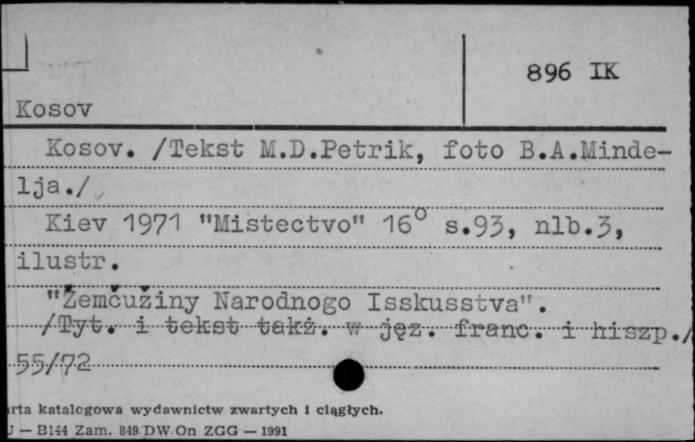 896 IK
Kosov
Kosov. /Tekst M.D.Petrik, foto B.A.Minde-
lja./
Kiev 1971 "Mistectvo" 16° s.93, nlb.3,
ilustr.
"Žemčužiny Narodnogo Isskusstva".
/Tyt. i tekst takż. w jęz. franc. i hiszp./
55/72
rta katalogowa wydawnictw zwartych i ciągłych.
J — B144 Zam. 849 DW On ZGG — 1991